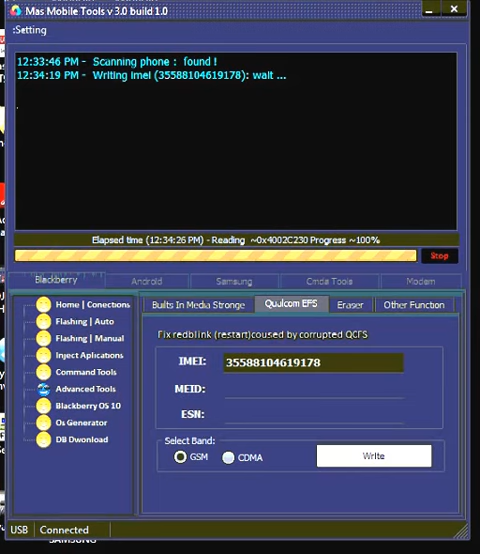 Mas Mobile Tools v 3.0 build 1.0
:Setting
12:33:46 PM - Scanning phone : found !
12:34:19 PM - Writing imei (35588104619178): wait ...
Elapsed time (12:34:26 PM) - Reading ~0x4002C230 Progress ~100%
Stop
Blackberry Android Samsung Cmda Tools Modem
Home | Conections
Flashing | Auto
Flashing | Manual
Inject Aplications
Command Tools
Advanced Tools
Blackberry OS 10
Os Generator
DB Dwonload
Builts In Media Stronge Qualcom EFS Eraser Other Function
Fix redblink (restart)coused by corrupted QCFS
IMEI: 35588104619178
MEID:
ESN:
Select Band:
GSM CDMA Write
USB Connected
SAMSUNG